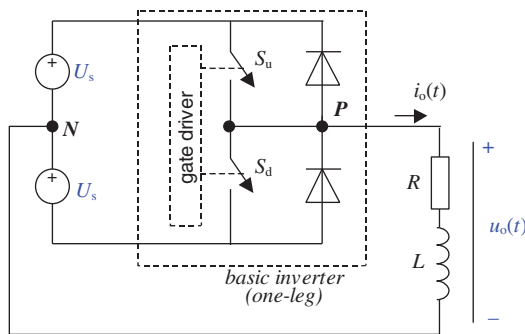 +
U_s
N
+
U_s
gate driver
S_u
S_d
P
i_o(t)
R
L
+
u_o(t)
−
basic inverter
(one-leg)